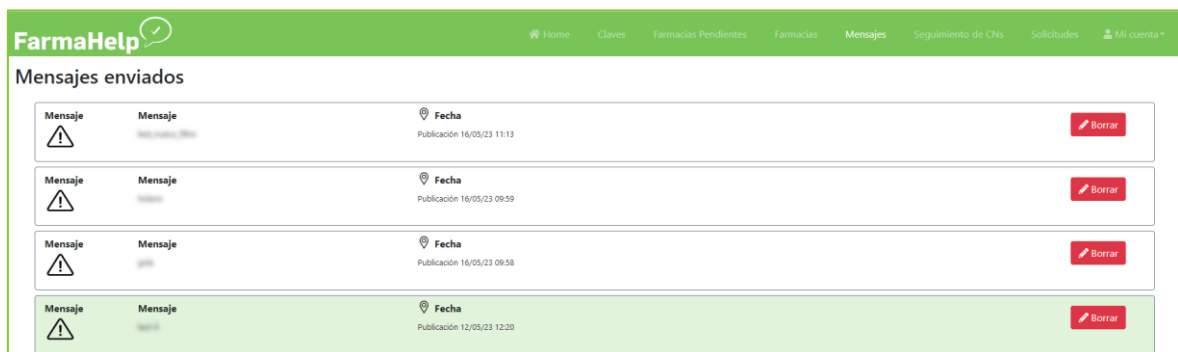 FarmaHelp
Home Claves Farmacias Pendientes Farmacias Mensajes Seguimiento de CNs Solicitudes Mi cuenta
Mensajes enviados
Mensaje Mensaje Fecha
Publicación 16/05/23 11:13
Borrar
Mensaje Mensaje Fecha
Publicación 16/05/23 09:59
Borrar
Mensaje Mensaje Fecha
Publicación 16/05/23 09:58
Borrar
Mensaje Mensaje Fecha
Publicación 12/05/23 12:20
Borrar